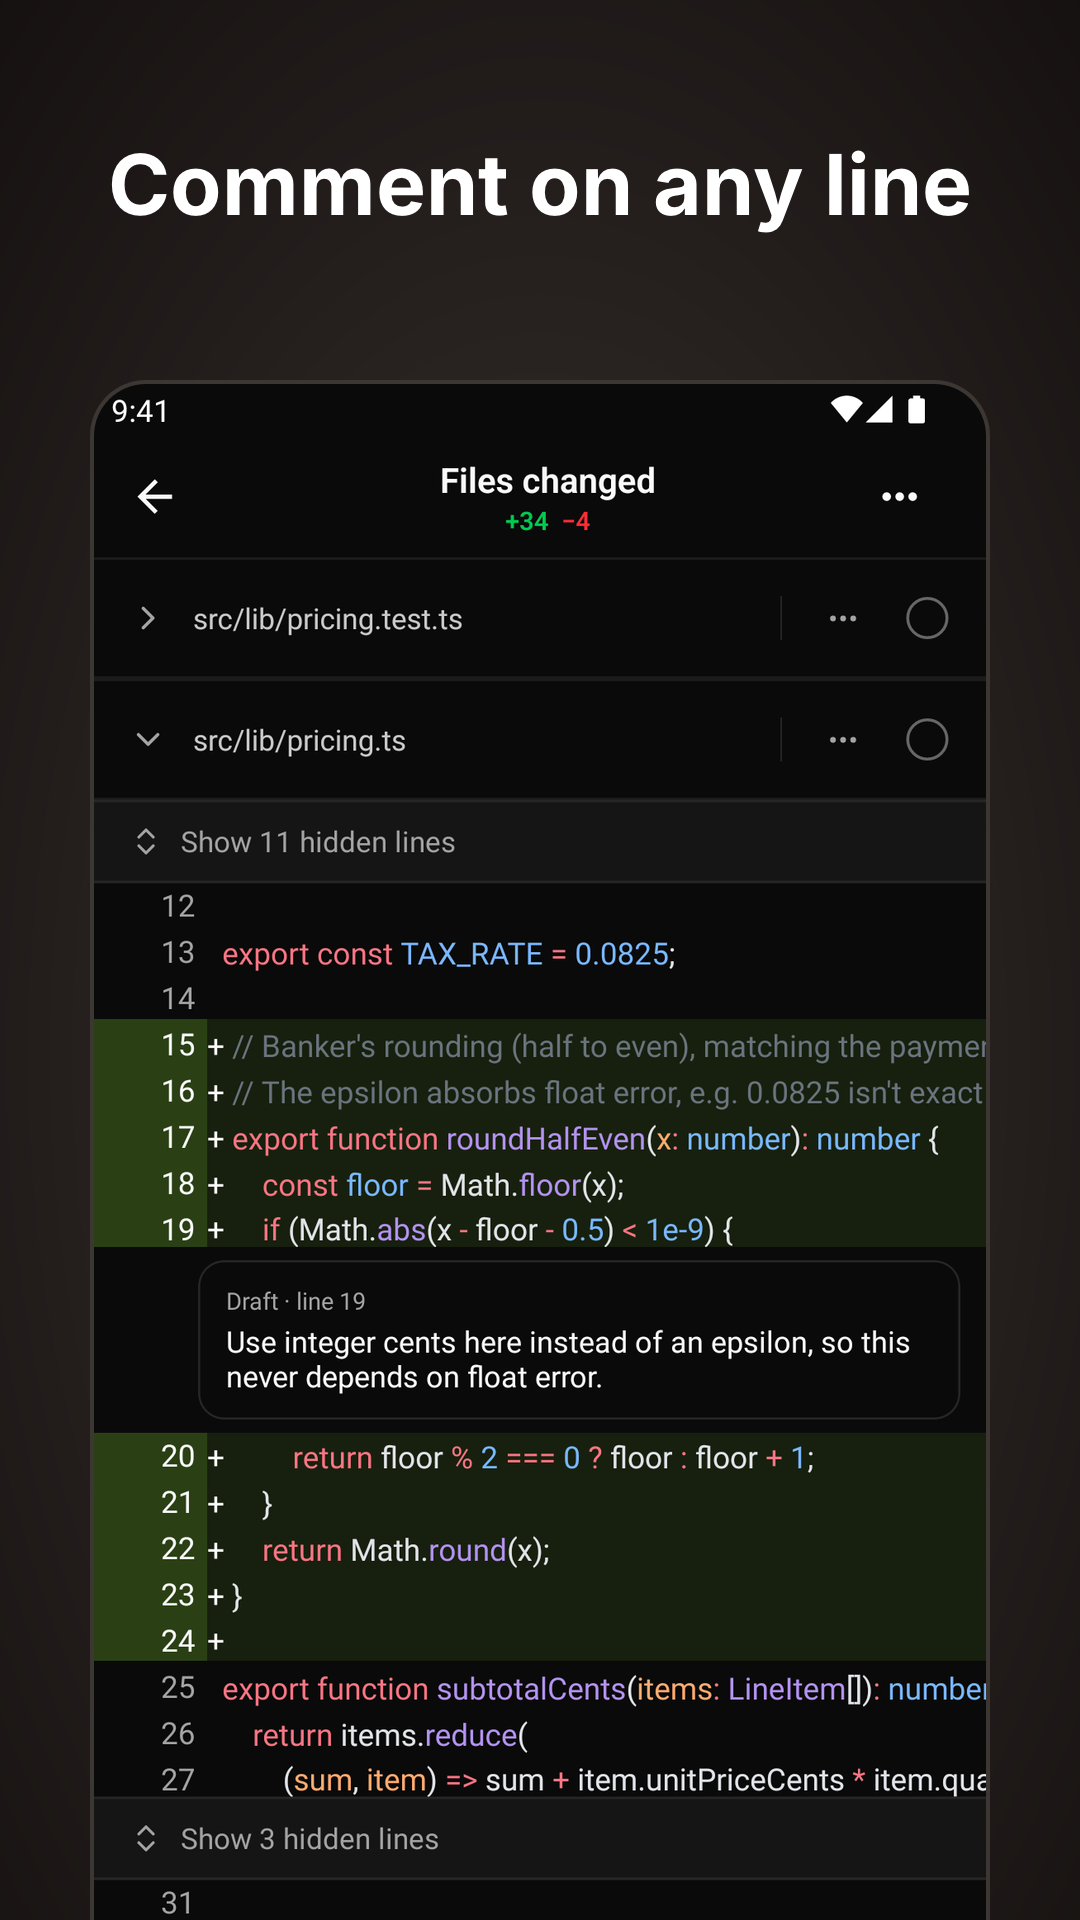 Comment on any line
9:41
Files changed
+34 −4
src/lib/pricing.test.ts
src/lib/pricing.ts
Show 11 hidden lines
12
13 export const TAX_RATE = 0.0825;
14
15 + // Banker's rounding (half to even), matching the
16 + // The epsilon absorbs float error, e.g. 0.0825 isn't exact
17 + export function roundHalfEven(x: number): number {
18 + const floor = Math.floor(x);
19 + if (Math.abs(x - floor - 0.5) < 1e-9) {
Draft · line 19
Use integer cents here instead of an epsilon, so this
never depends on float error.
20 + return floor % 2 === 0 ? floor : floor + 1;
21 + }
22 + return Math.round(x);
23 + }
24 +
25 export function subtotalCents(items: LineItem[]): number
26 return items.reduce(
27 (sum, item) => sum + item.unitPriceCents * item.qua
Show 3 hidden lines
31